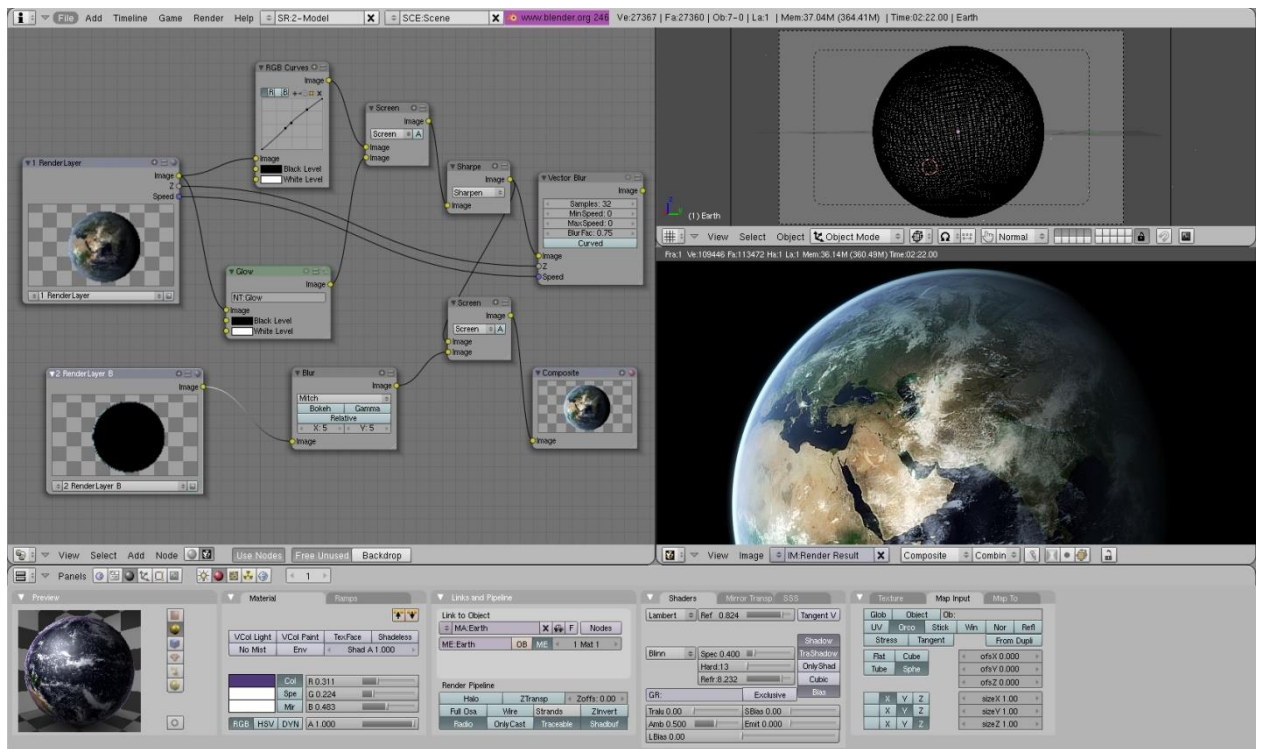 File Add Timeline Game Render Help SR:2-Model X SCE:Scene X www.blender.org 246 Ve:27367 | Fa:27360 | Ob:7-0 | La:1 | Mem:37.04M (364.41M) | Time:02:22.00 | Earth
RGB Curves
Image
R B
Image
Black Level
White Level
Screen
Image
Screen A
Image
Image
1 RenderLayer
Image
Z
Speed
1 RenderLayer
Sharpe
Image
Sharpen
Image
Vector Blur
Image
Samples: 32
MinSpeed: 0
MaxSpeed: 0
BlurFac: 0.75
Curved
Image
Z
Speed
Glow
Image
NT:Glow
Image
Black Level
White Level
Screen
Image
Screen A
Image
Image
2 RenderLayer B
Image
2 RenderLayer B
Blur
Image
Mitch
Bokeh Gamma
Relative
X: 5 Y: 5
Image
Composite
Image
View Select Add Node Use Nodes Free Unused Backdrop
(1) Earth
View Select Object Object Mode Normal
Fra:1 Ve:109446 Fa:113472 Ha:1 La:1 Mem:36.14M (360.49M) Time:02:22.00
View Image IM:Render Result X Composite Combin
Panels 1
Preview
Material Ramps
VCol Light VCol Paint TexFace Shadeless
No Mist Env Shad A 1.000
Col R 0.311
Spe G 0.224
Mir B 0.483
RGB HSV DYN A 1.000
Links and Pipeline
Link to Object
MA:Earth X F Nodes
ME:Earth OB ME 1 Mat 1
Render Pipeline
Halo ZTransp Zoffs: 0.00
Full Osa Wire Strands ZInvert
Radio OnlyCast Traceable Shadbuf
Shaders Mirror Transp SSS
Lambert Ref 0.824 Tangent V
Shadow
Blinn Spec 0.400 TraShadow
Hard:13 OnlyShad
Refr:8.232 Cubic
GR: Exclusive Bias
Tralu 0.00 SBias 0.00
Amb 0.500 Emit 0.000
LBias 0.00
Texture Map Input Map To
Glob Object Ob:
UV Orco Stick Win Nor Refl
Stress Tangent From Dupli
Flat Cube ofsX 0.000
Tube Sphe ofsY 0.000
ofsZ 0.000
X Y Z sizeX 1.00
X Y Z sizeY 1.00
X Y Z sizeZ 1.00